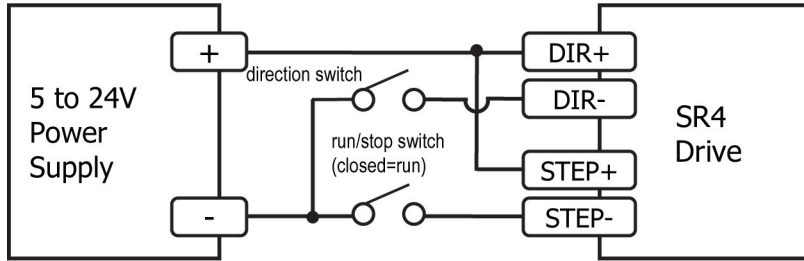 +
DIR+
direction switch
5 to 24V
Power
Supply
DIR-
SR4
Drive
run/stop switch
(closed=run)
STEP+
-
STEP-